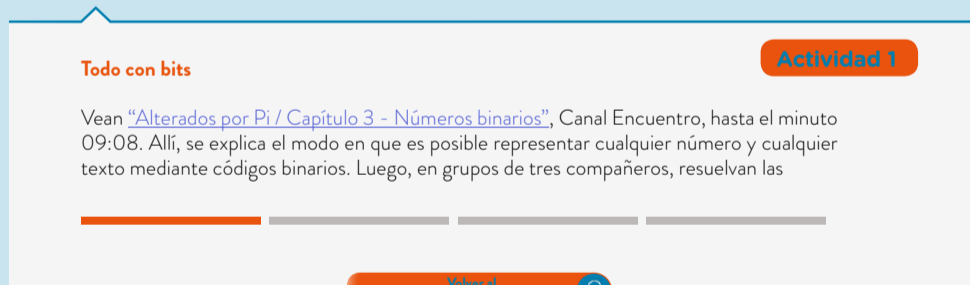 Actividad 1
Todo con bits
Vean “Alterados por Pi / Capítulo 3 - Números binarios”, Canal Encuentro, hasta el minuto
09:08. Allí, se explica el modo en que es posible representar cualquier número y cualquier
texto mediante códigos binarios. Luego, en grupos de tres compañeros, resuelvan las
Volver al